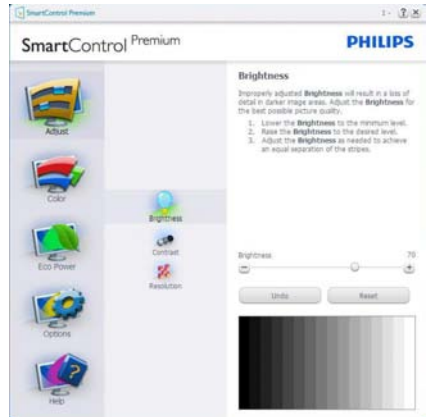 SmartControl Premium
SmartControl Premium
PHILIPS
Adjust
Color
Eco Power
Options
Help
Brightness
Contrast
Resolution
Brightness
Improperly adjusted Brightness will result in a loss of
detail in darker image areas. Adjust the Brightness for
the best possible picture quality.
1. Lower the Brightness to the minimum level.
2. Raise the Brightness to the desired level.
3. Adjust the Brightness as needed to achieve
an equal separation of the stripes.
Brightness 70
Undo Reset